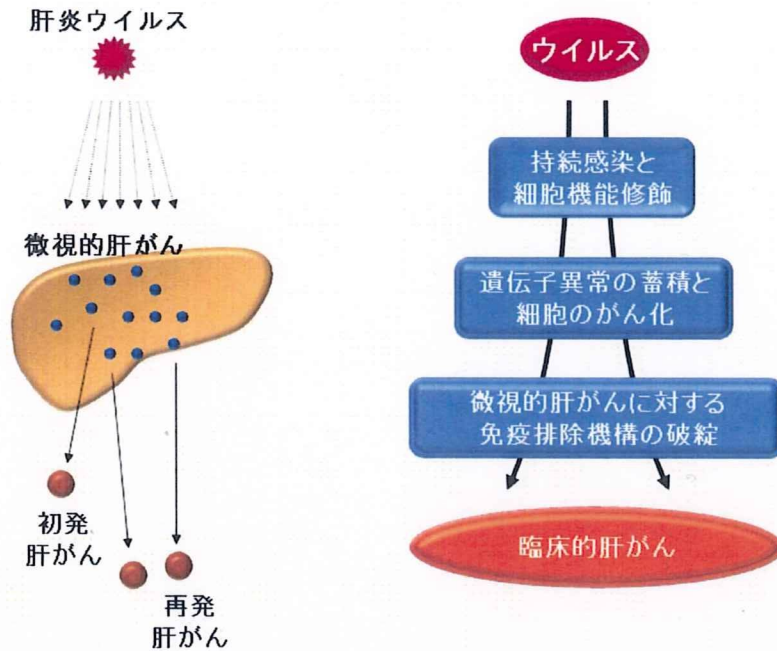 肝炎ウイルス
微視的肝がん
初発
肝がん
再発
肝がん
ウイルス
持続感染と
細胞機能修飾
遺伝子異常の蓄積と
細胞のがん化
微視的肝がんに対する
免疫排除機構の破綻
臨床的肝がん